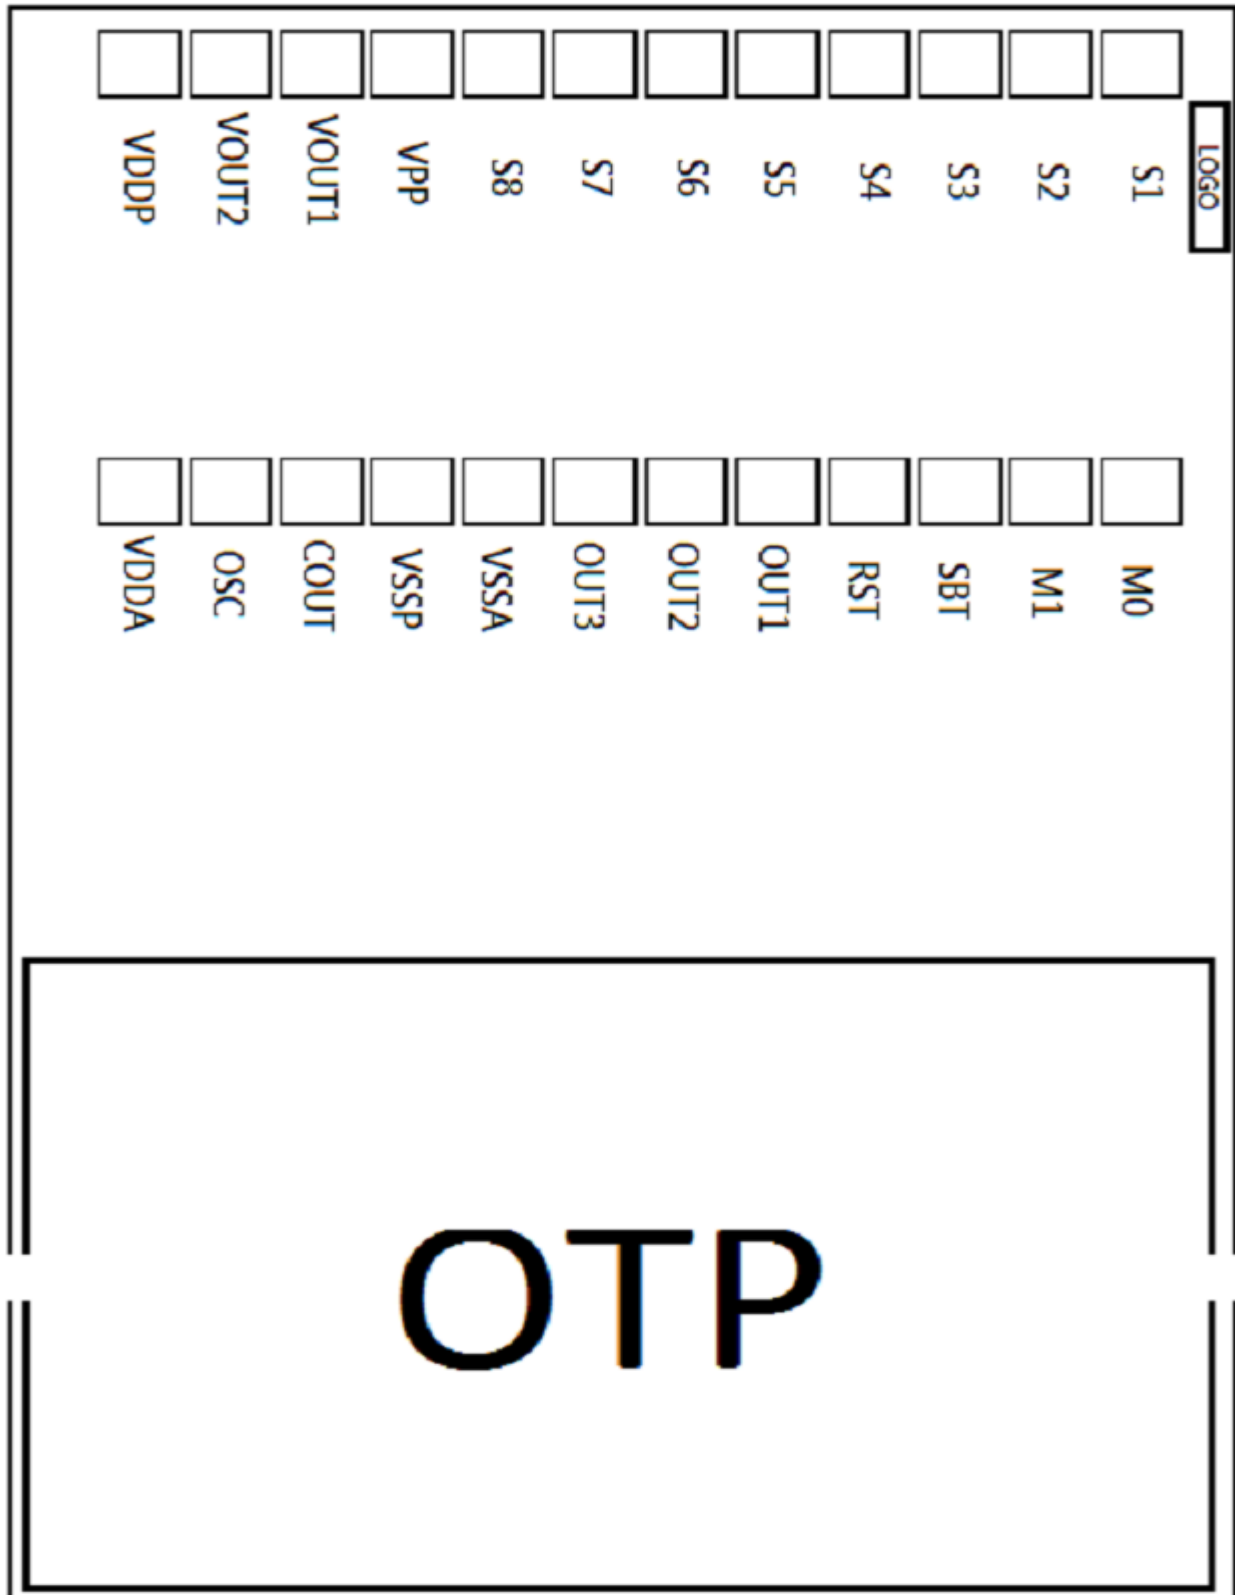 VDDP VOUT2 VOUT1 VPP S8 S7 S6 S5 S4 S3 S2 S1 LOGO
VDDA OSC COUT VSSP VSSA OUT3 OUT2 OUT1 RST SBT M1 M0
OTP